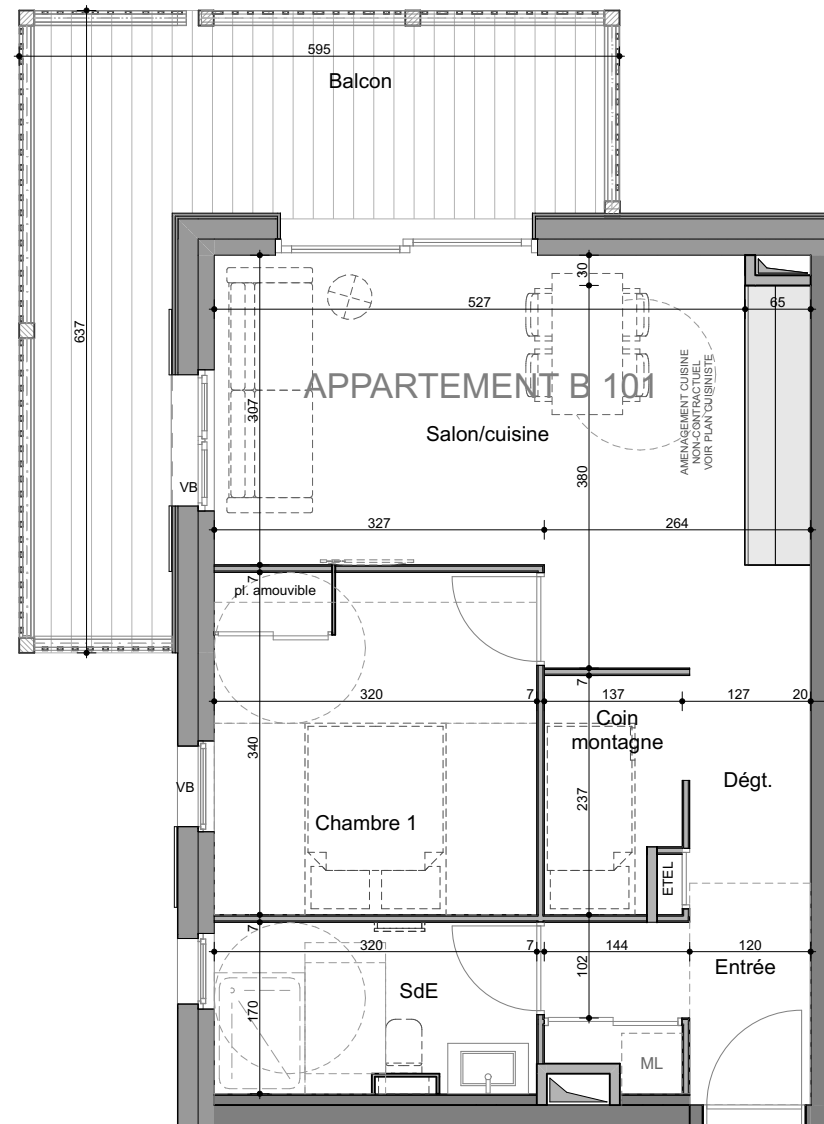 595
Balcon
30
637
527
65
APPARTEMENT B 101
307
AMENAGEMENT CUISINE
NON-CONTRACTUEL
VOIR PLAN CUISINISTE
Salon/cuisine
380
VB
327
264
7
pl. amouvible
7
320
7
137
127
20
Coin
montagne
340
Dégt.
VB
237
Chambre 1
ETEL
7
320
7
144
120
102
Entrée
SdE
170
ML